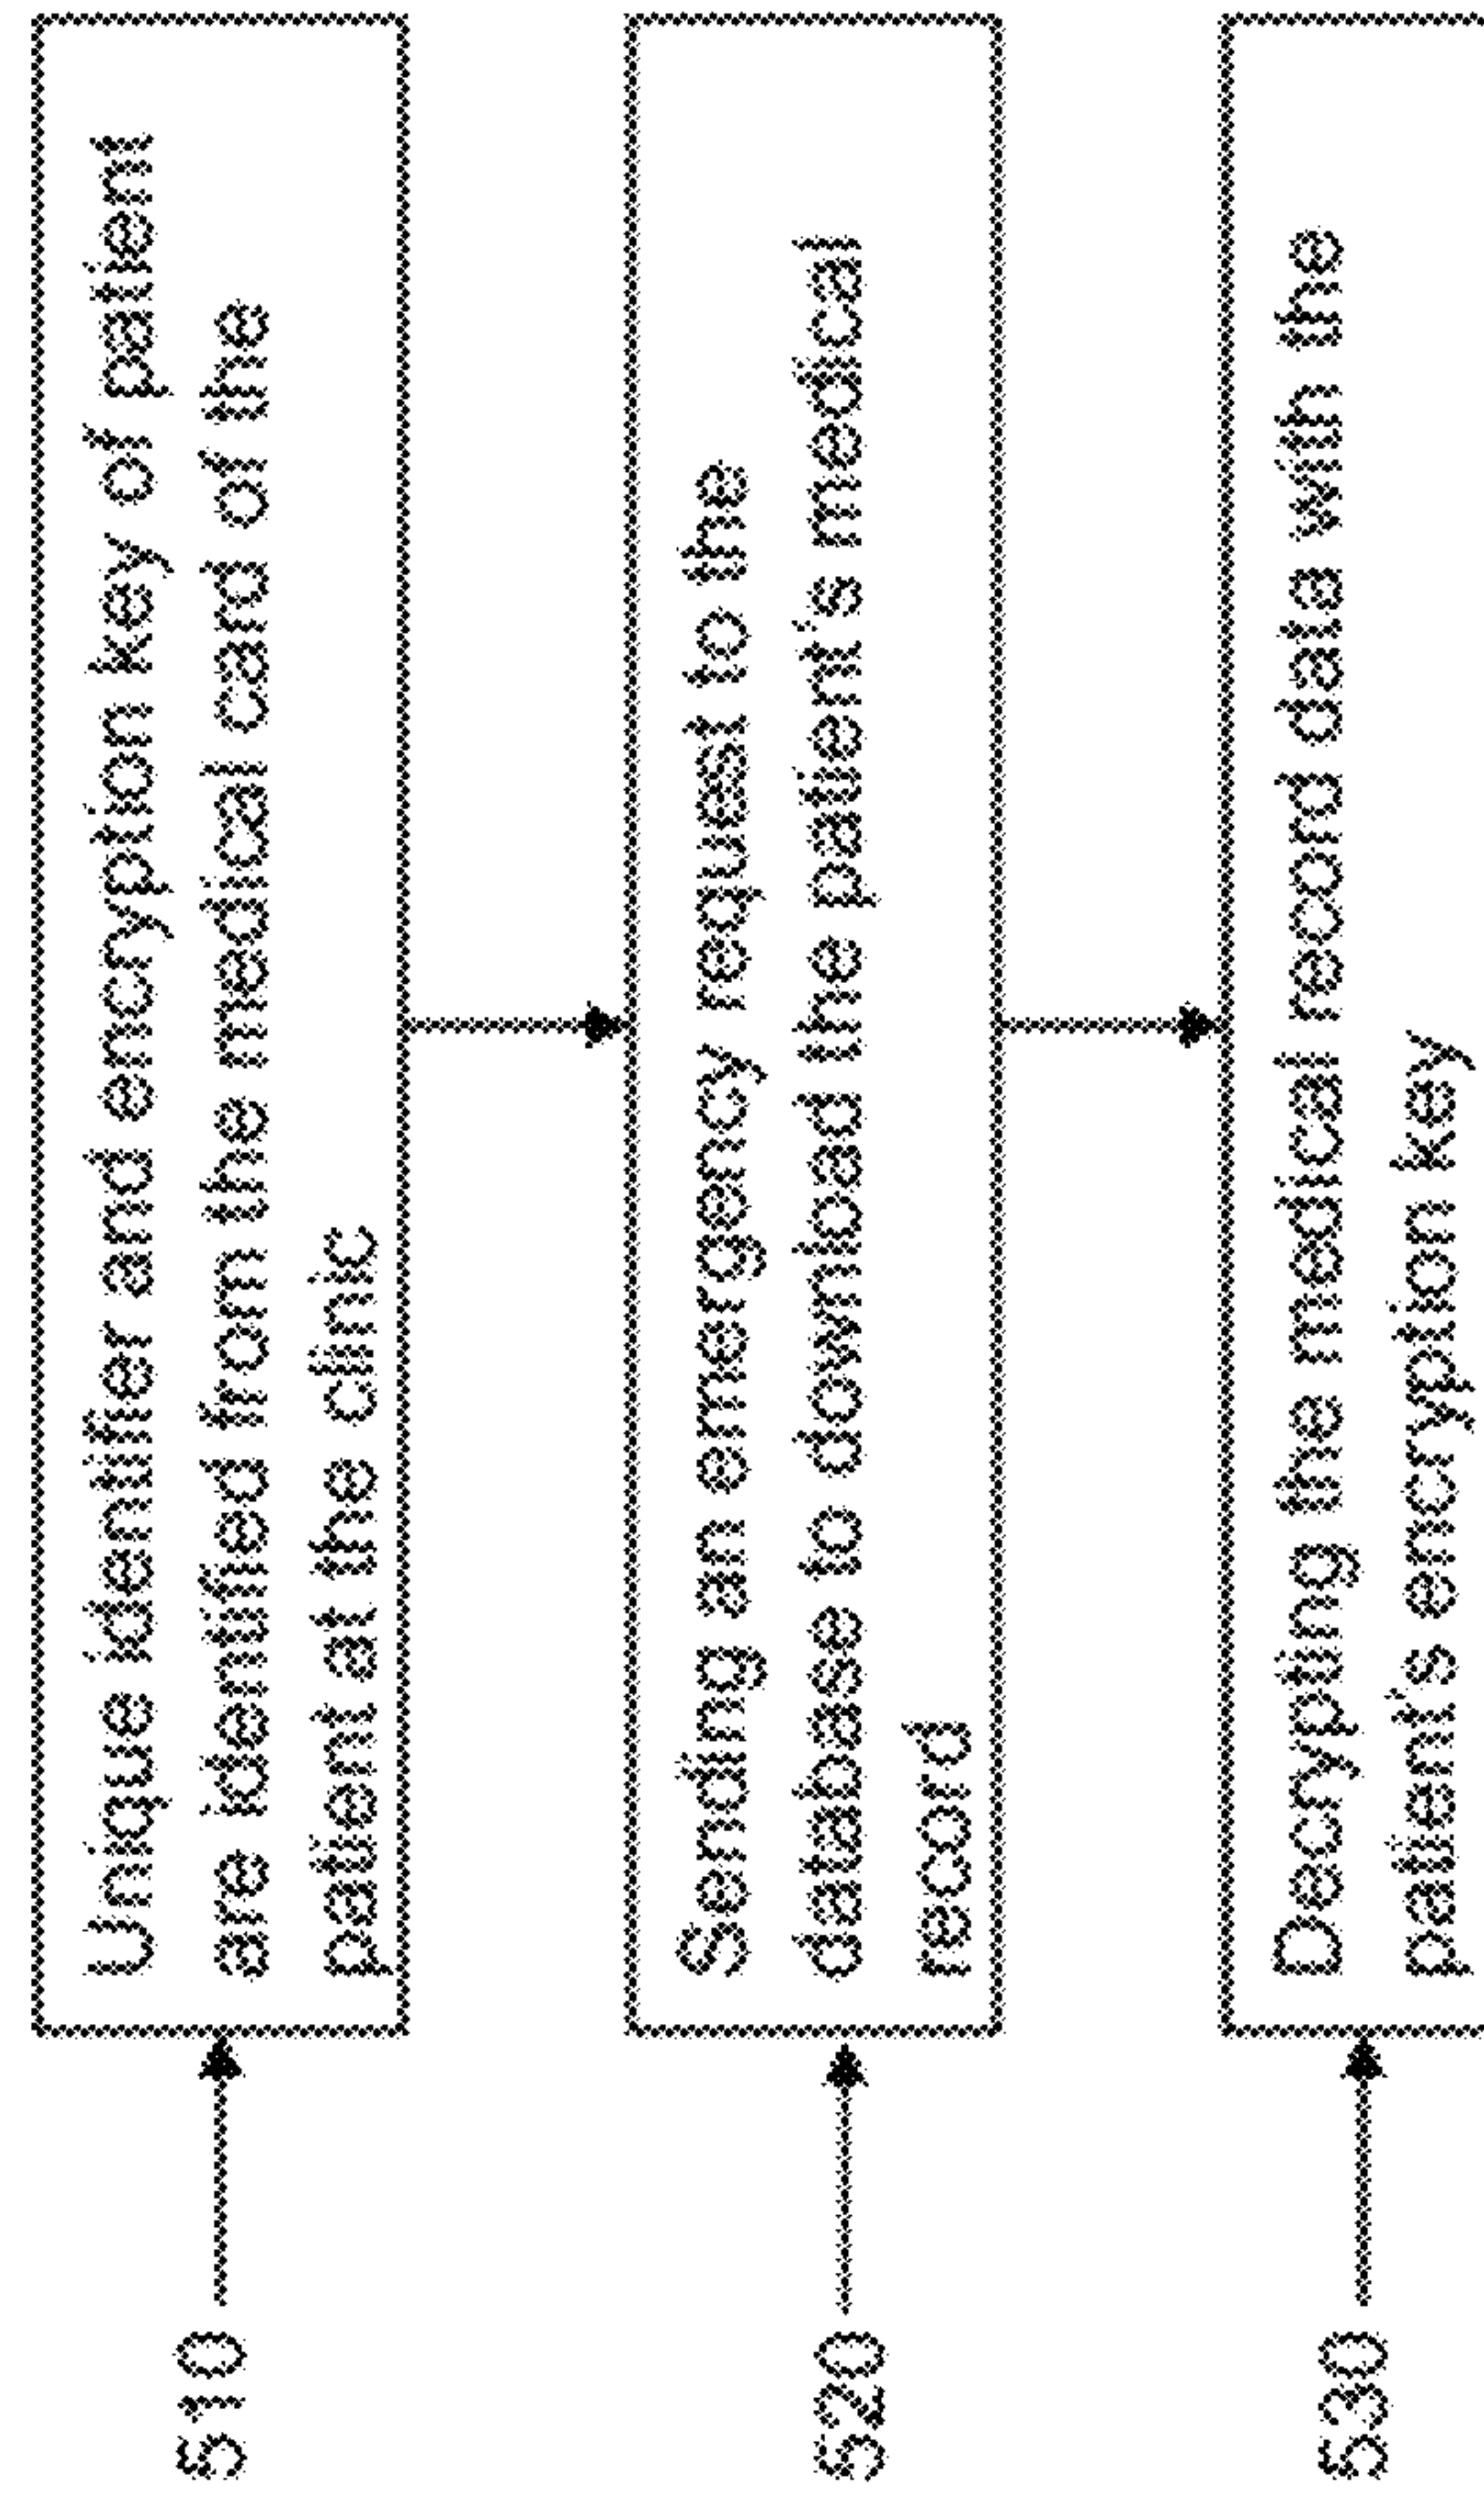 510
Unique identifier and encryption key of patient
are identified from the medical card of the
patient at the clinic
520
Sending an emergency request to the
database to download the patient's medical
record
530
Decrypting the medical record data with the
patient's encryption key